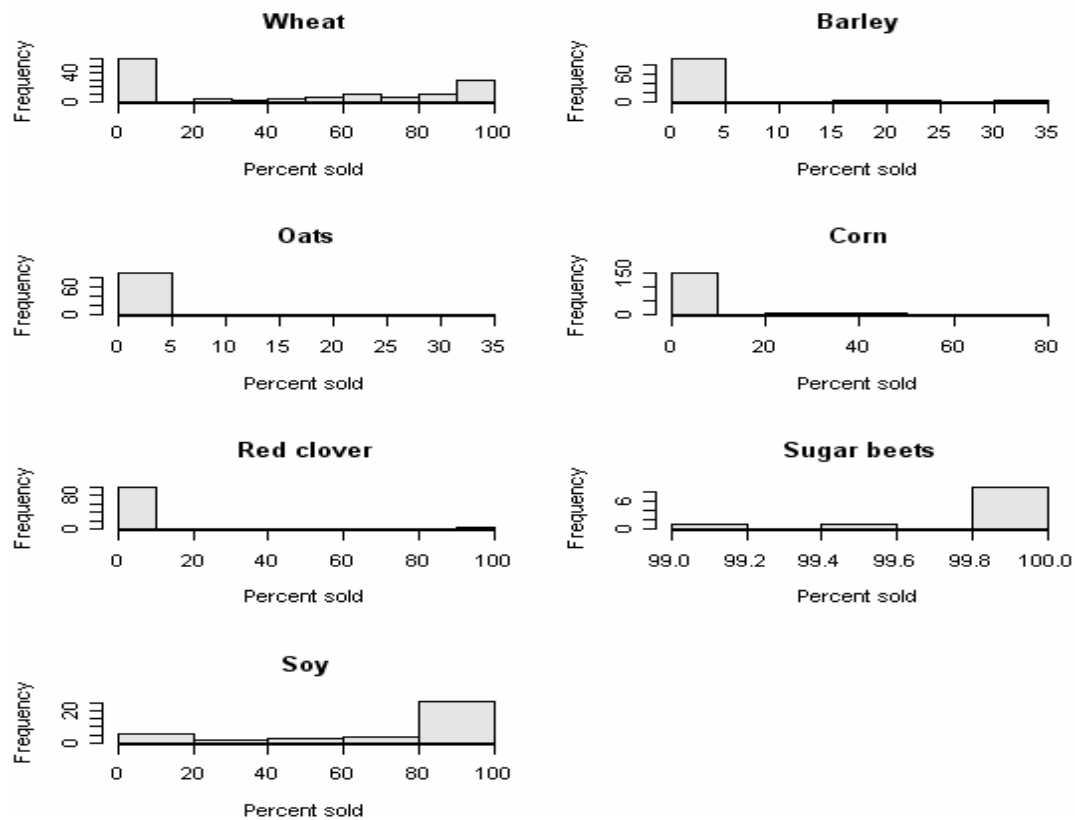 Wheat
Frequency
0 40
0 20 40 60 80 100
Percent sold
Barley
Frequency
0 60
0 5 10 15 20 25 30 35
Percent sold
Oats
Frequency
0 60
0 5 10 15 20 25 30 35
Percent sold
Corn
Frequency
0 150
0 20 40 60 80
Percent sold
Red clover
Frequency
0 80
0 20 40 60 80 100
Percent sold
Sugar beets
Frequency
0 6
99.0 99.2 99.4 99.6 99.8 100.0
Percent sold
Soy
Frequency
0 20
0 20 40 60 80 100
Percent sold